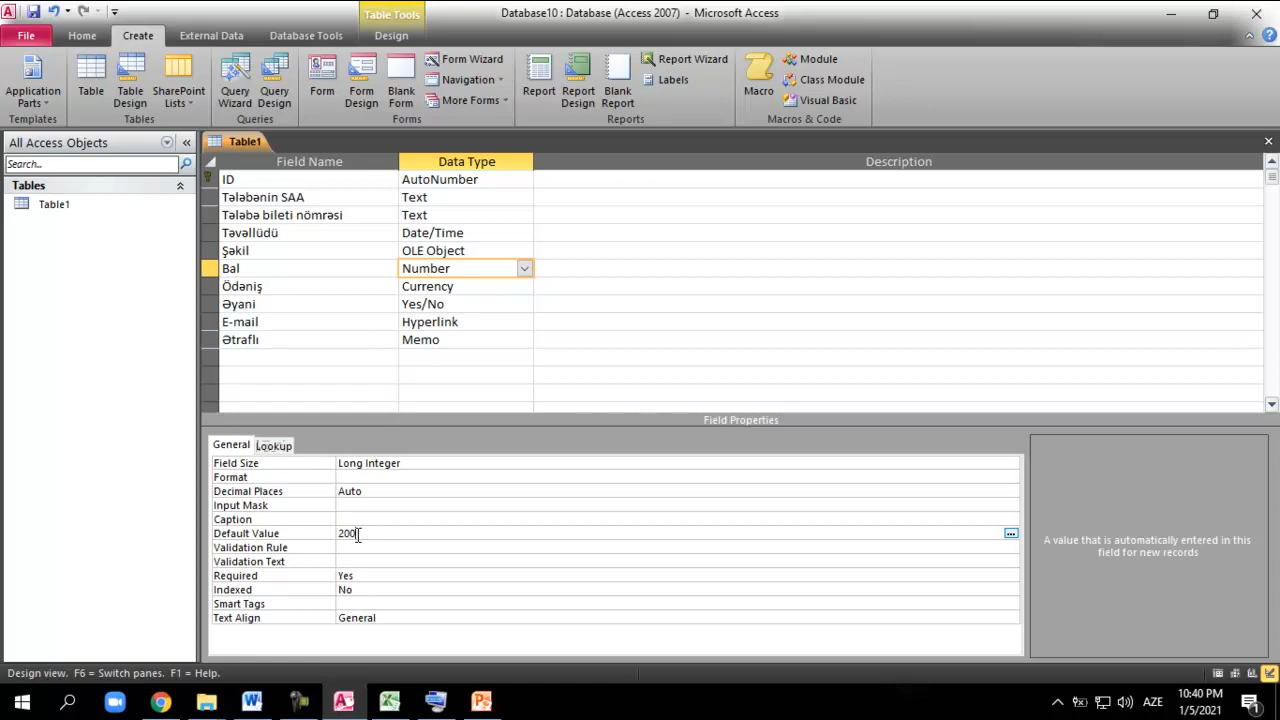 Table Tools
Database10 : Database (Access 2007) - Microsoft Access
File Home Create External Data Database Tools Design
Application Parts
Table
Table Design
SharePoint Lists
Query Wizard
Query Design
Form
Form Design
Blank Form
Form Wizard
Navigation
More Forms
Report
Report Design
Blank Report
Report Wizard
Labels
Macro
Module
Class Module
Visual Basic
Templates Tables Queries Forms Reports Macros & Code
All Access Objects
Search...
Tables
Table1
Table1
Field Name Data Type Description
ID AutoNumber
Tələbənin SAA Text
Tələbə bileti nömrəsi Text
Təvəllüdü Date/Time
Şəkil OLE Object
Bal Number
Ödəniş Currency
Əyani Yes/No
E-mail Hyperlink
Ətraflı Memo
Field Properties
General Lookup
Field Size Long Integer
Format
Decimal Places Auto
Input Mask
Caption
Default Value 200
Validation Rule
Validation Text
Required Yes
Indexed No
Smart Tags
Text Align General
A value that is automatically entered in this
field for new records
Design view. F6 = Switch panes. F1 = Help.
AZE
10:40 PM
1/5/2021